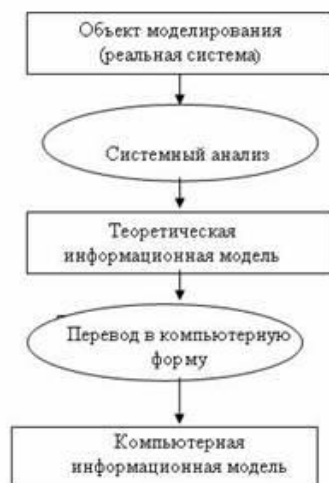 Объект моделирования
(реальная система)
Системный анализ
Теоретическая
информационная модель
Перевод в компьютерную
форму
Компьютерная
информационная модель